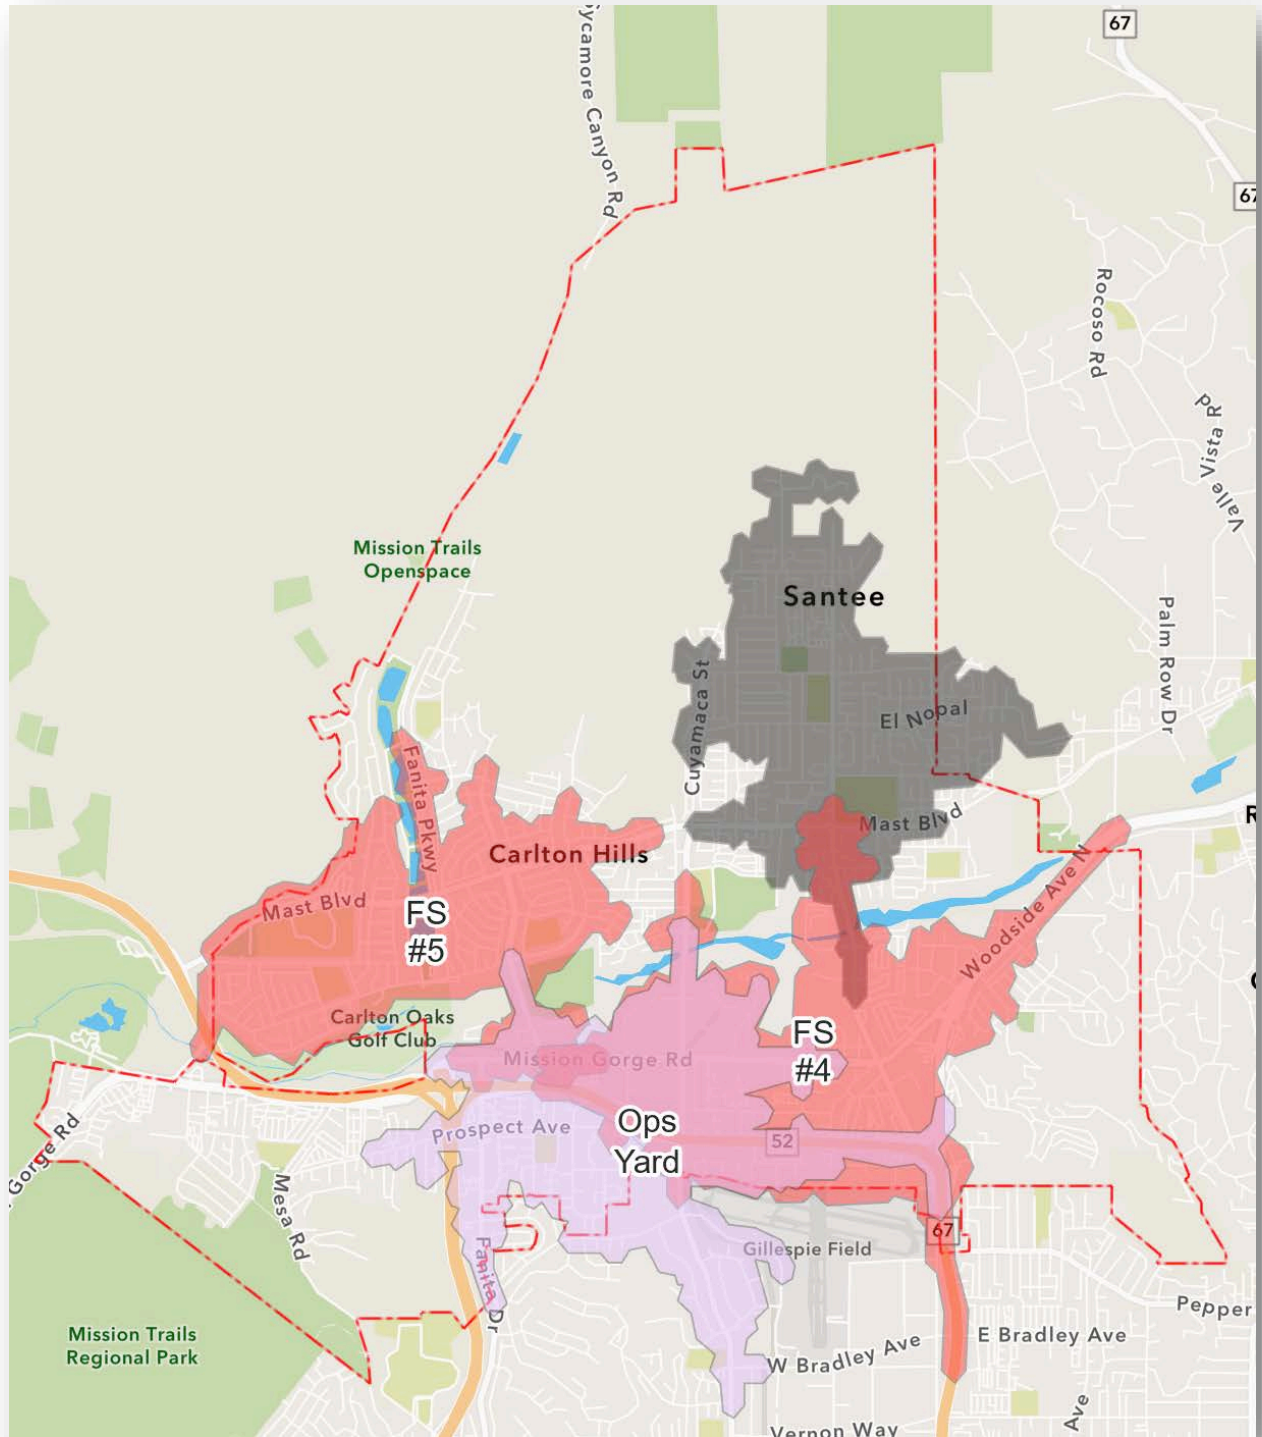 67
Sycamore Canyon Rd
67
Rocoso Rd
Valle Vista Rd
Mission Trails
Openspace
Santee
Palm Row Dr
Cuyamaca St
El Nopal
Fanita Pkwy
Mast Blvd
R
Carlton Hills
Mast Blvd
FS
#5
Woodside Ave N
Carlton Oaks
Golf Club
Mission Gorge Rd
FS
#4
Gorge Rd
Prospect Ave
Ops
Yard
52
Mesa Rd
67
Gillespie Field
Fanita Dr
Pepper
Mission Trails
Regional Park
E Bradley Ave
W Bradley Ave
Ave
Vernon Way